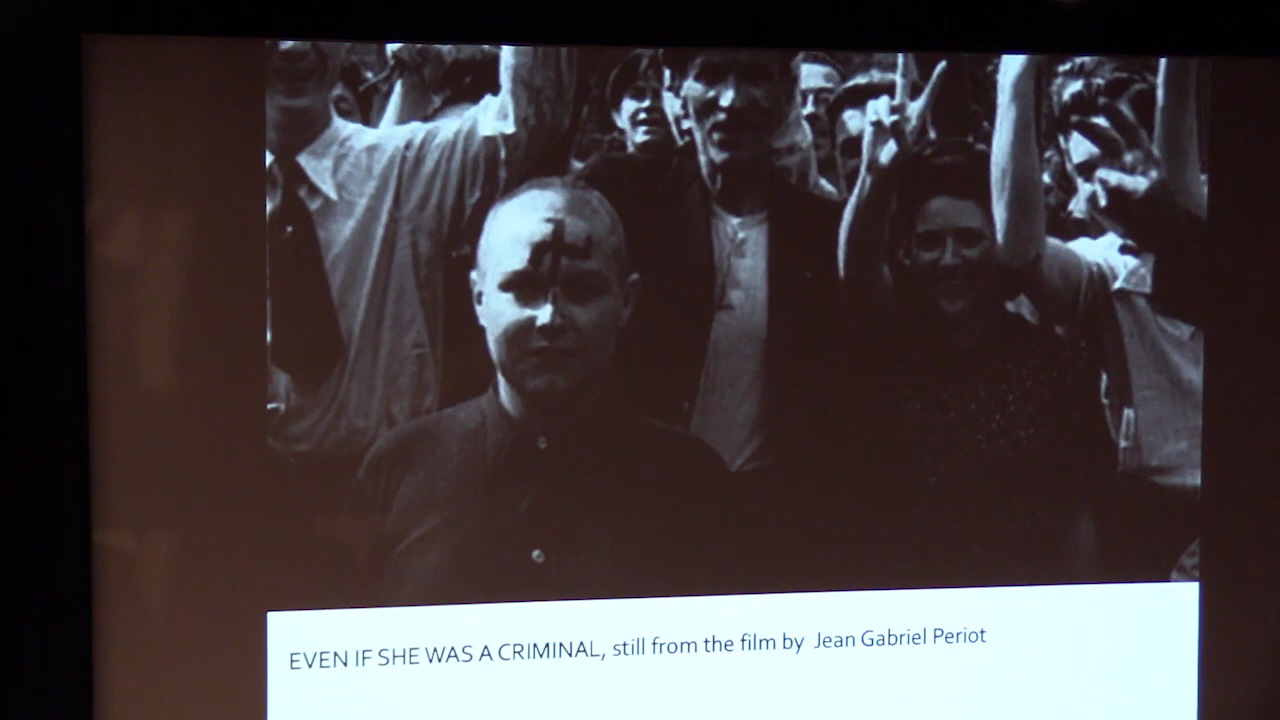 EVEN IF SHE WAS A CRIMINAL, still from the film by Jean Gabriel Periot